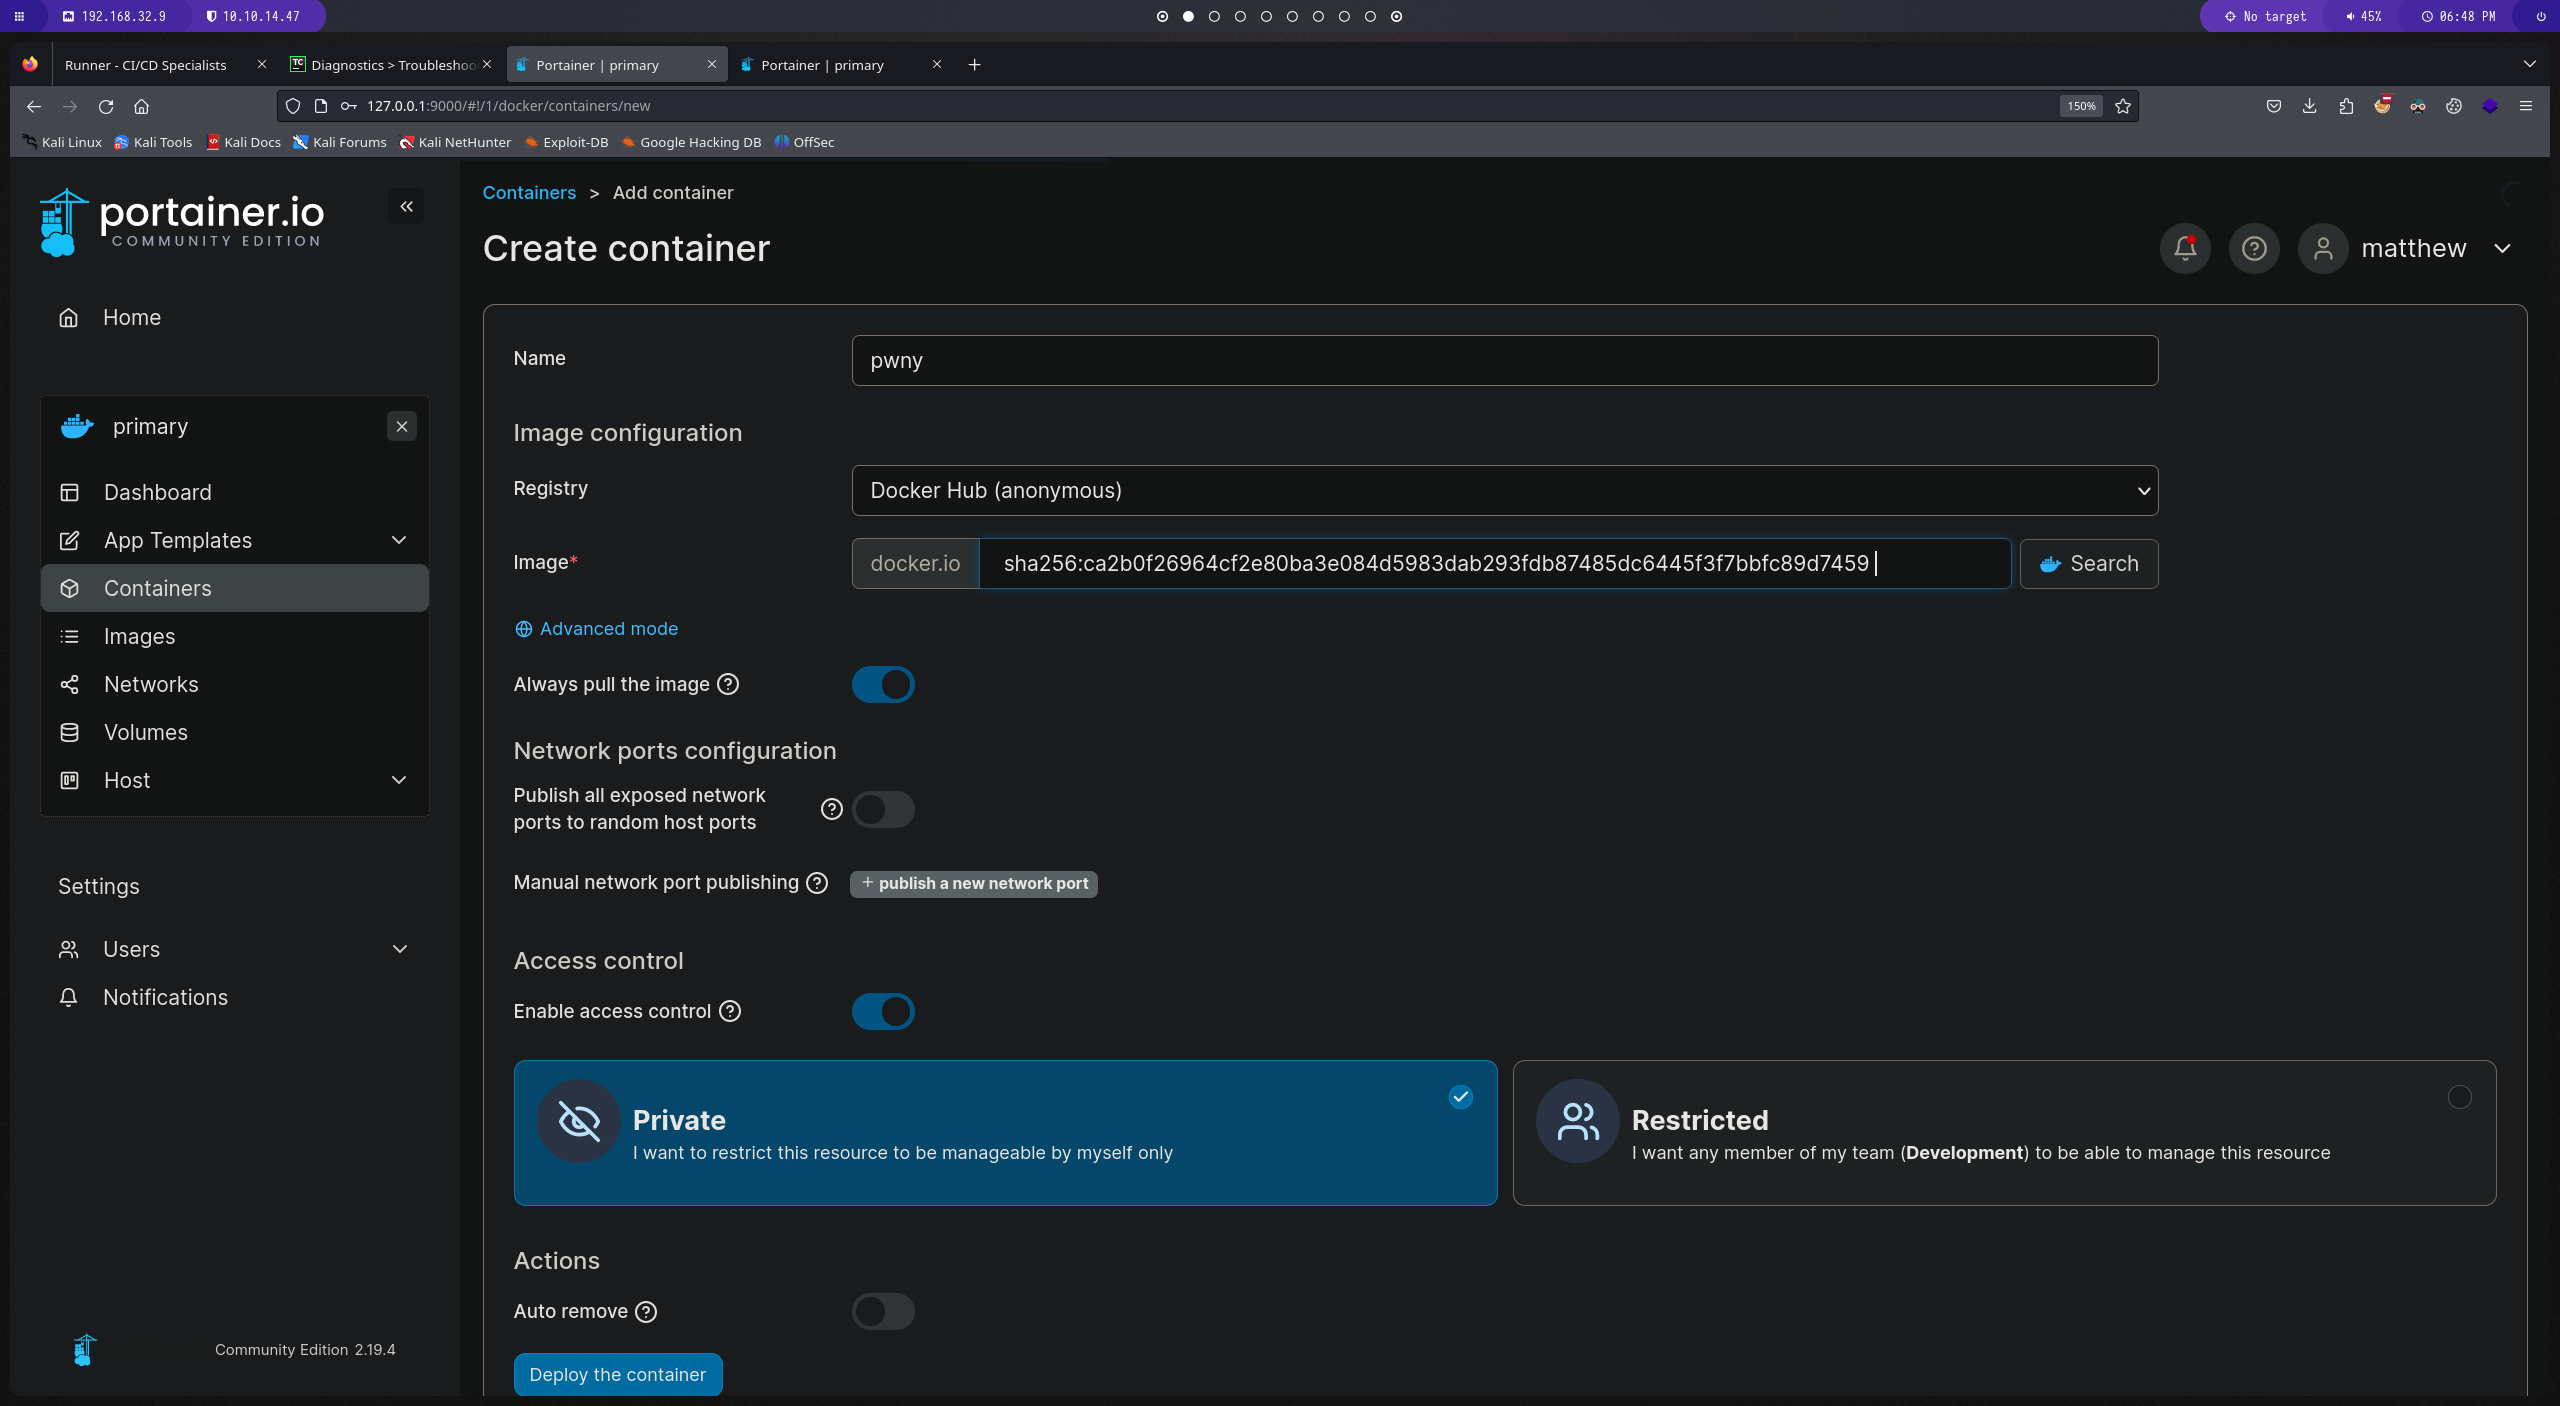 192.168.32.9 10.10.14.47 No target 45% 06:48 PM
Runner - CI/CD Specialists Diagnostics > Troubleshoo Portainer | primary Portainer | primary
127.0.0.1:9000/#!/1/docker/containers/new 150%
Kali Linux Kali Tools Kali Docs Kali Forums Kali NetHunter Exploit-DB Google Hacking DB OffSec
portainer.io
COMMUNITY EDITION
Home
primary
Dashboard
App Templates
Containers
Images
Networks
Volumes
Host
Settings
Users
Notifications
Community Edition 2.19.4
Containers > Add container
Create container
matthew
Name pwny
Image configuration
Registry Docker Hub (anonymous)
Image* docker.io sha256:ca2b0f26964cf2e80ba3e084d5983dab293fdb87485dc6445f3f7bbfc89d7459 Search
Advanced mode
Always pull the image
Network ports configuration
Publish all exposed network
ports to random host ports
Manual network port publishing + publish a new network port
Access control
Enable access control
Private
I want to restrict this resource to be manageable by myself only
Restricted
I want any member of my team (Development) to be able to manage this resource
Actions
Auto remove
Deploy the container